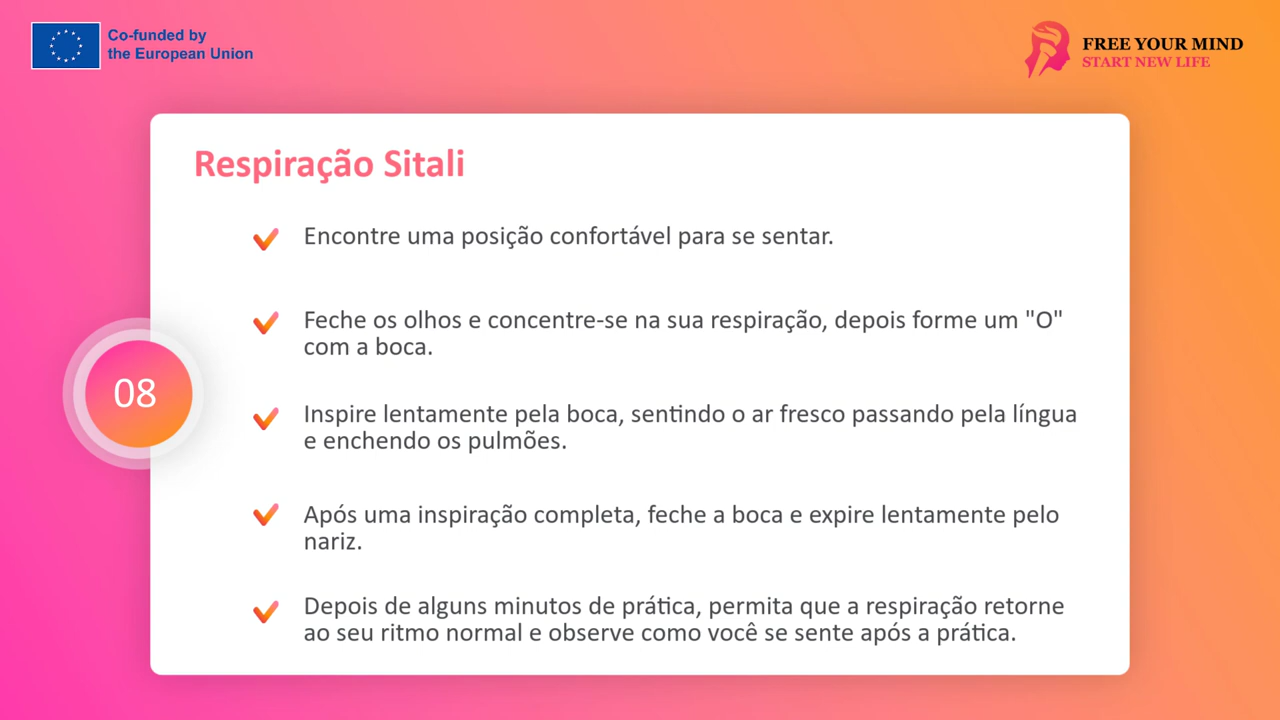 Co-funded by
the European Union
FREE YOUR MIND
START NEW LIFE
Respiração Sitali
Encontre uma posição confortável para se sentar.
Feche os olhos e concentre-se na sua respiração, depois forme um "O"
com a boca.
08
Inspire lentamente pela boca, sentindo o ar fresco passando pela língua
e enchendo os pulmões.
Após uma inspiração completa, feche a boca e expire lentamente pelo
nariz.
Depois de alguns minutos de prática, permita que a respiração retorne
ao seu ritmo normal e observe como você se sente após a prática.